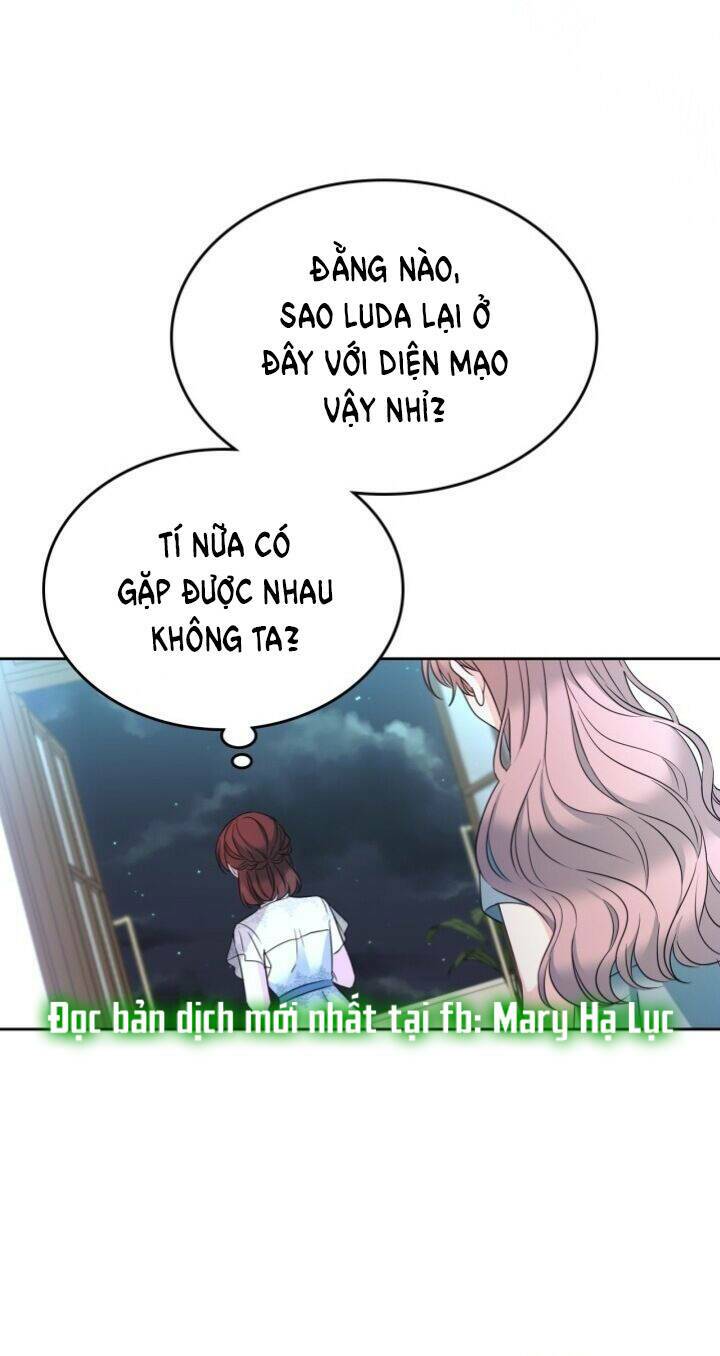 ĐẰNG NÀO,
SAO LUDA LẠI Ở
ĐÂY VỚI DIỆN MẠO
VẬY NHỈ?
TÍ NỮA CÓ
GẶP ĐƯỢC NHAU
KHÔNG TA?
Đọc bản dịch mới nhất tại fb: Mary Hạ Lục